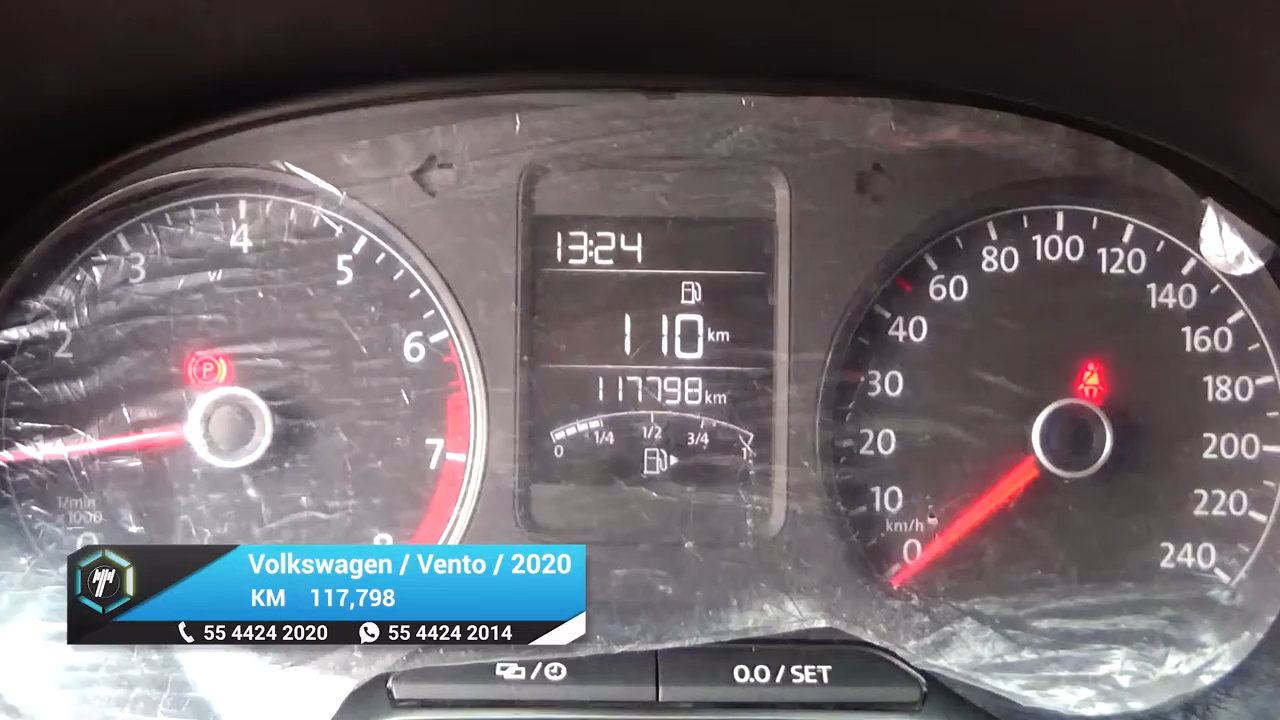 13:24
110 km
117798 km
0 1/4 1/2 3/4 1
2 3 4 5 6 7 8
P
1/min
x1000
0 10 20 30 40 60 80 100 120 140 160 180 200 220 240
km/h
Volkswagen / Vento / 2020
KM 117,798
55 4424 2020 55 4424 2014
/
0.0 / SET